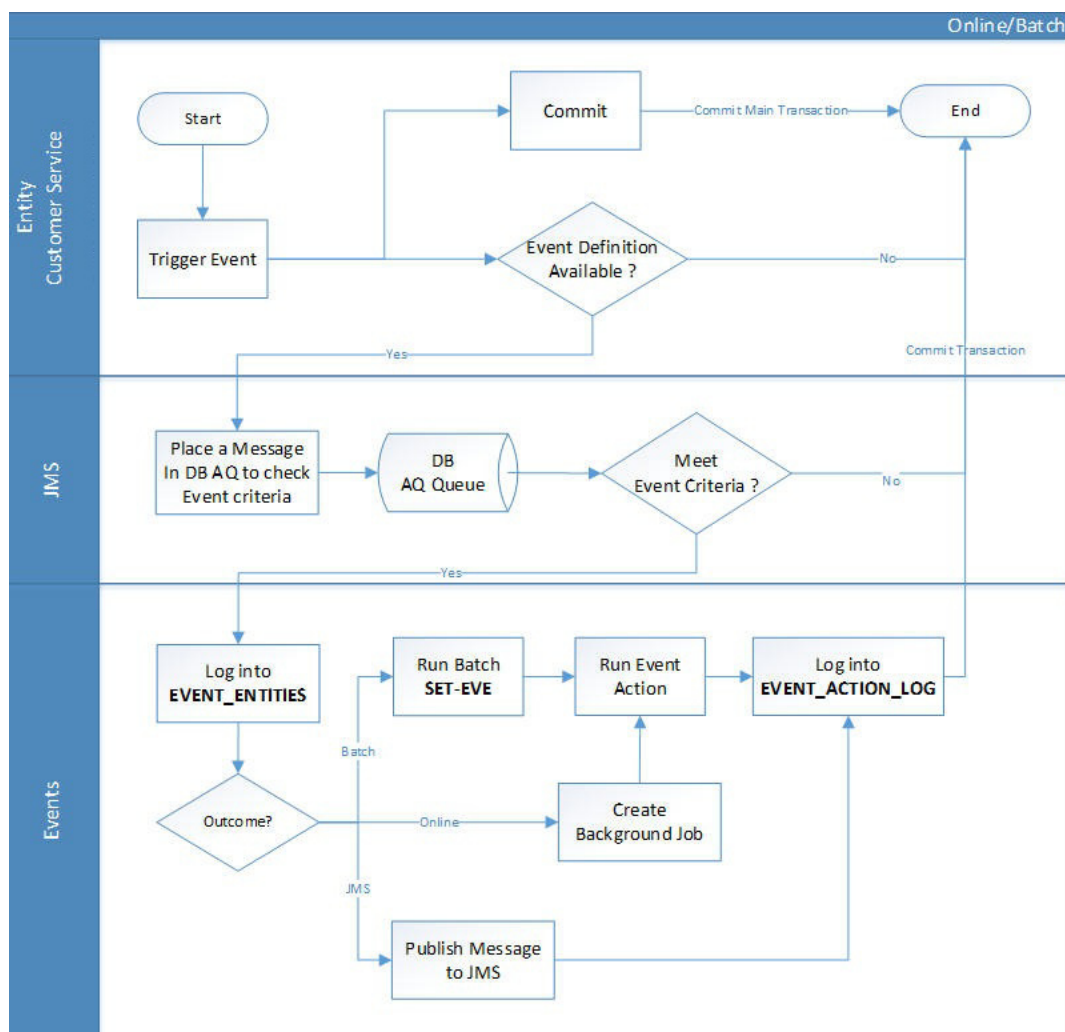 Online/Batch
Entity
Customer Service
Start
Commit
Commit Main Transaction
End
Trigger Event
Event Definition
Available ?
No
Yes
Commit Transaction
JMS
Place a Message
In DB AQ to check
Event criteria
DB
AQ Queue
Meet
Event Criteria ?
No
Yes
Events
Log into
EVENT_ENTITIES
Run Batch
SET-EVE
Run Event
Action
Log into
EVENT_ACTION_LOG
Batch
Outcome?
Online
Create
Background Job
JMS
Publish Message
to JMS